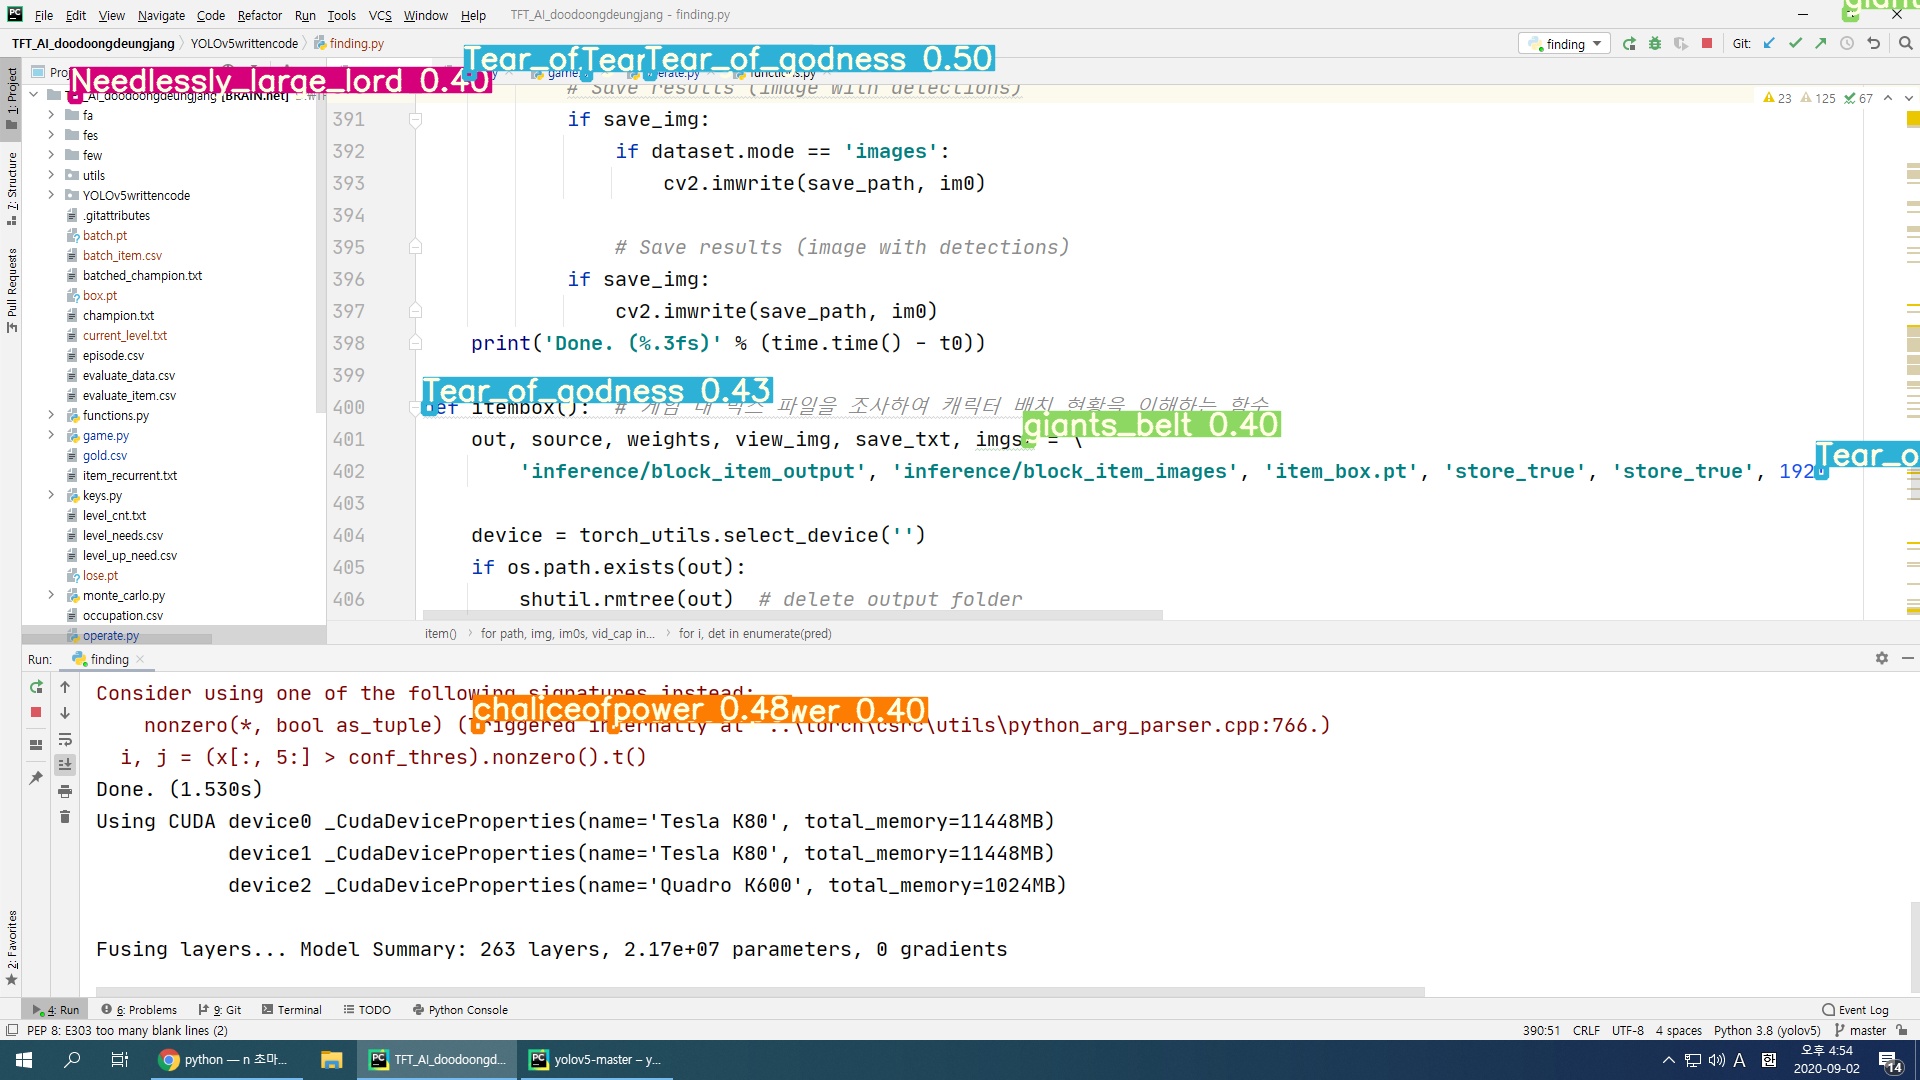 File Edit View Navigate Code Refactor Run Tools VCS Window Help TFT_AI_doodoongdeungjang - finding.py
TFT_AI_doodoongdeungjang YOLOv5writtencode finding.py finding Git:
Tear_of Tear Tear_of_godness 0.50
Needlessly_large_lord 0.40
_AI_doodoongdeungjang [BRAIN.net]
1: Project
7: Structure
Pull Requests
2: Favorites
fa
fes
few
utils
YOLOv5writtencode
.gitattributes
batch.pt
batch_item.csv
batched_champion.txt
box.pt
champion.txt
current_level.txt
episode.csv
evaluate_data.csv
evaluate_item.csv
functions.py
game.py
gold.csv
item_recurrent.txt
keys.py
level_cnt.txt
level_needs.csv
level_up_need.csv
lose.pt
monte_carlo.py
occupation.csv
operate.py
# Save results (image with detections)
23 125 67
391 if save_img:
392 if dataset.mode == 'images':
393 cv2.imwrite(save_path, im0)
394
395 # Save results (image with detections)
396 if save_img:
397 cv2.imwrite(save_path, im0)
398 print('Done. (%.3fs)' % (time.time() - t0))
399
Tear_of_godness 0.43
400 ef itembox(): # 게임 내 박스 파일을 조사하여 캐릭터 배치 현황을 이해하는 함수
giants_belt 0.40
401 out, source, weights, view_img, save_txt, imgs = \
Tear_o
402 'inference/block_item_output', 'inference/block_item_images', 'item_box.pt', 'store_true', 'store_true', 192
403
404 device = torch_utils.select_device('')
405 if os.path.exists(out):
406 shutil.rmtree(out) # delete output folder
item() for path, img, im0s, vid_cap in... for i, det in enumerate(pred)
Run: finding
Consider using one of the following signatures instead:
chaliceofpower 0.48 wer 0.40
nonzero(*, bool as_tuple) (Triggered internally at ..\torch\csrc\utils\python_arg_parser.cpp:766.)
i, j = (x[:, 5:] > conf_thres).nonzero().t()
Done. (1.530s)
Using CUDA device0 _CudaDeviceProperties(name='Tesla K80', total_memory=11448MB)
device1 _CudaDeviceProperties(name='Tesla K80', total_memory=11448MB)
device2 _CudaDeviceProperties(name='Quadro K600', total_memory=1024MB)
Fusing layers... Model Summary: 263 layers, 2.17e+07 parameters, 0 gradients
4: Run 6: Problems 9: Git Terminal TODO Python Console Event Log
PEP 8: E303 too many blank lines (2) 390:51 CRLF UTF-8 4 spaces Python 3.8 (yolov5) master
python — n 초마... TFT_AI_doodoongd... yolov5-master – y... A 한 오후 4:54
2020-09-02 14